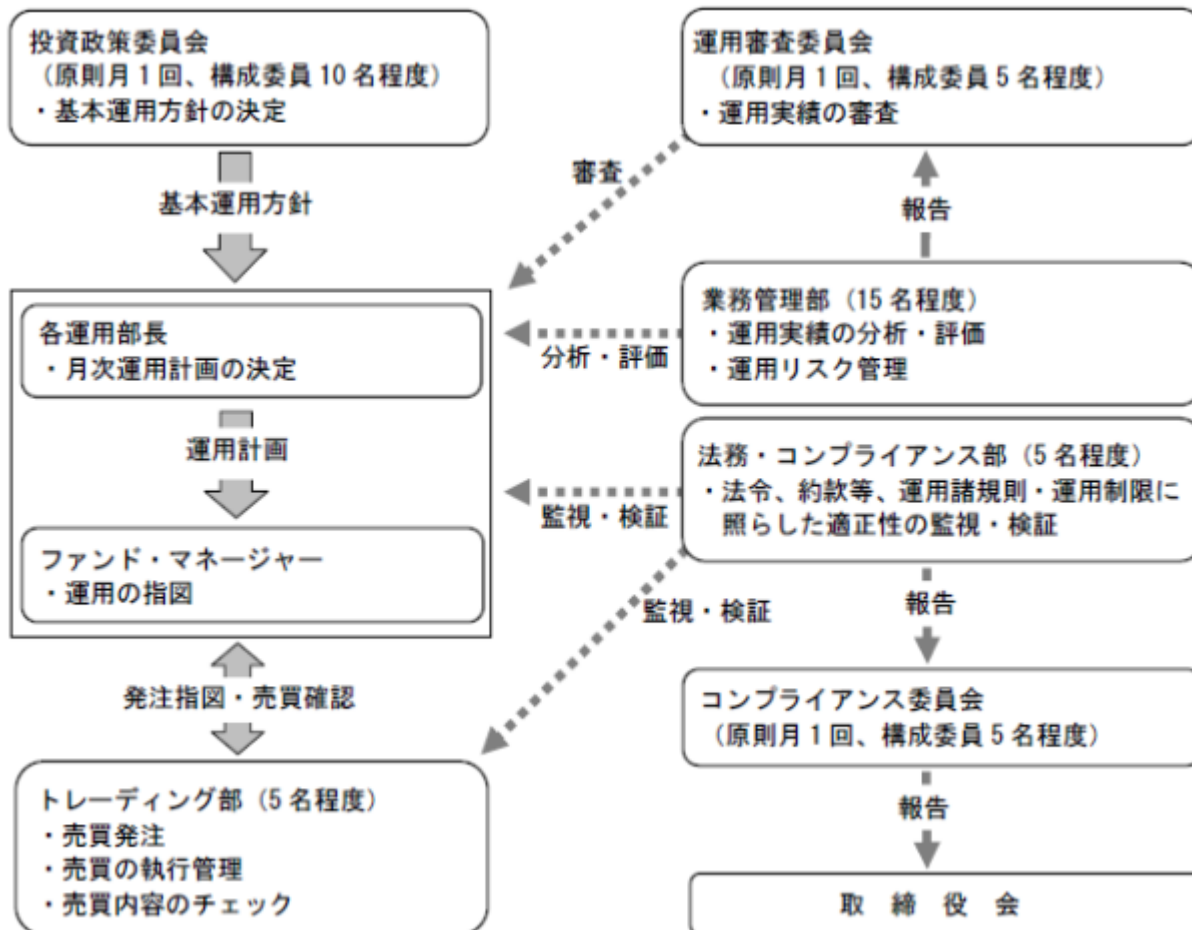 投資政策委員会
（原則月1回、構成委員10名程度）
・基本運用方針の決定
基本運用方針
各運用部長
・月次運用計画の決定
運用計画
ファンド・マネージャー
・運用の指図
発注指図・売買確認
トレーディング部（5名程度）
・売買発注
・売買の執行管理
・売買内容のチェック
運用審査委員会
（原則月1回、構成委員5名程度）
・運用実績の審査
審査
報告
業務管理部（15名程度）
・運用実績の分析・評価
・運用リスク管理
分析・評価
法務・コンプライアンス部（5名程度）
・法令、約款等、運用諸規則・運用制限に
照らした適正性の監視・検証
監視・検証
監視・検証
報告
コンプライアンス委員会
（原則月1回、構成委員5名程度）
報告
取　締　役　会